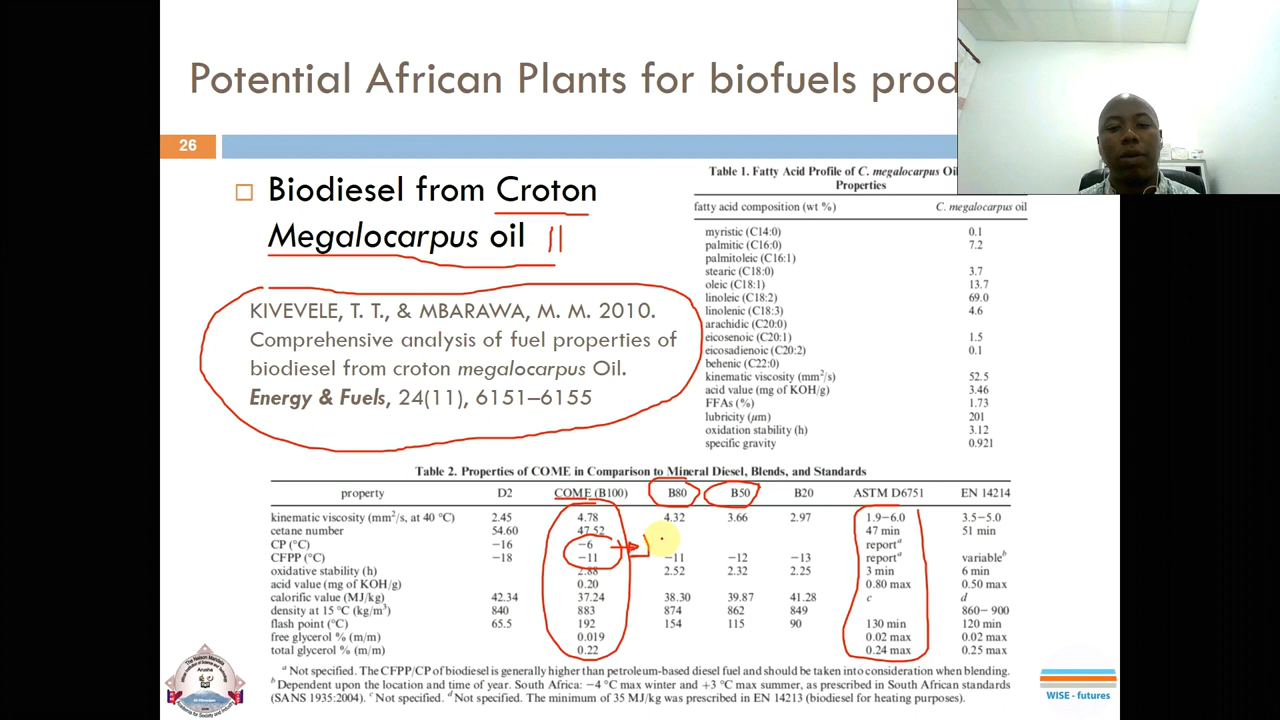 Potential African Plants for biofuels prod
26
Biodiesel from Croton
Megalocarpus oil
KIVEVELE, T. T., & MBARAWA, M. M. 2010.
Comprehensive analysis of fuel properties of
biodiesel from croton megalocarpus Oil.
Energy & Fuels, 24(11), 6151–6155
Table 1. Fatty Acid Profile of C. megalocarpus Oil
Properties
fatty acid composition (wt %) C. megalocarpus oil
myristic (C14:0) 0.1
palmitic (C16:0) 7.2
palmitoleic (C16:1)
stearic (C18:0) 3.7
oleic (C18:1) 13.7
linoleic (C18:2) 69.0
linolenic (C18:3) 4.6
arachidic (C20:0)
eicosenoic (C20:1) 1.5
eicosadienoic (C20:2) 0.1
behenic (C22:0)
kinematic viscosity (mm²/s) 52.5
acid value (mg of KOH/g) 3.46
FFAs (%) 1.73
lubricity (μm) 201
oxidation stability (h) 3.12
specific gravity 0.921
Table 2. Properties of COME in Comparison to Mineral Diesel, Blends, and Standards
property D2 COME (B100) B80 B50 B20 ASTM D6751 EN 14214
kinematic viscosity (mm²/s, at 40 °C) 2.45 4.78 4.32 3.66 2.97 1.9–6.0 3.5–5.0
cetane number 54.60 47.52 47 min 51 min
CP (°C) −16 −6 reportᵃ
CFPP (°C) −18 −11 −11 −12 −13 reportᵃ variableᵇ
oxidative stability (h) 2.88 2.52 2.32 2.25 3 min 6 min
acid value (mg of KOH/g) 0.20 0.80 max 0.50 max
calorific value (MJ/kg) 42.34 37.24 38.30 39.87 41.28 c d
density at 15 °C (kg/m³) 840 883 874 862 849 860–900
flash point (°C) 65.5 192 154 115 90 130 min 120 min
free glycerol % (m/m) 0.019 0.02 max 0.02 max
total glycerol % (m/m) 0.22 0.24 max 0.25 max
ᵃ Not specified. The CFPP/CP of biodiesel is generally higher than petroleum-based diesel fuel and should be taken into consideration when blending.
ᵇ Dependent upon the location and time of year. South Africa: −4 °C max winter and +3 °C max summer, as prescribed in South African standards
(SANS 1935:2004). ᶜ Not specified. ᵈ Not specified. The minimum of 35 MJ/kg was prescribed in EN 14213 (biodiesel for heating purposes).
Arusha
WISE - futures